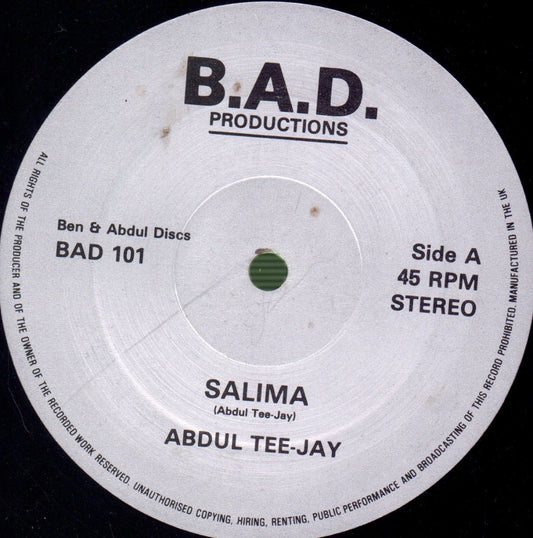 B.A.D.
PRODUCTIONS
Ben & Abdul Discs
BAD 101
Side A
45 RPM
STEREO
SALIMA
(Abdul Tee-Jay)
ABDUL TEE-JAY
ALL RIGHTS OF THE PRODUCER AND OF THE OWNER OF THE RECORDED WORK RESERVED. UNAUTHORISED COPYING, HIRING, RENTING, PUBLIC PERFORMANCE AND BROADCASTING OF THIS RECORD PROHIBITED. MANUFACTURED IN THE UK